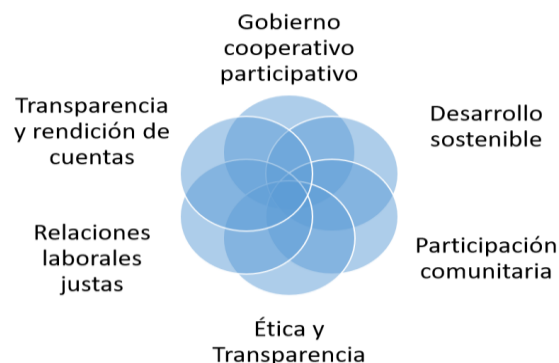 Gobierno
cooperativo
participativo
Desarrollo
sostenible
Participación
comunitaria
Ética y
Transparencia
Relaciones
laborales
justas
Transparencia
y rendición de
cuentas